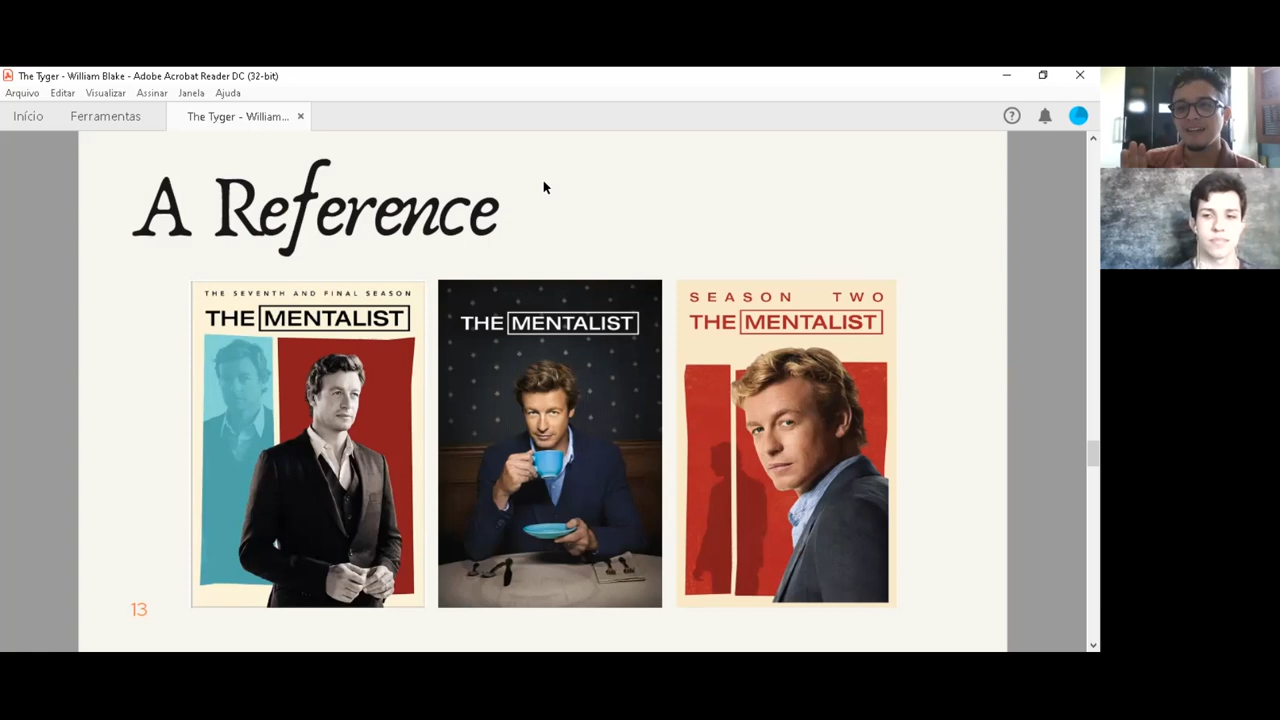 The Tyger - William Blake - Adobe Acrobat Reader DC (32-bit)
Arquivo Editar Visualizar Assinar Janela Ajuda
Início Ferramentas The Tyger - William...
A Reference
THE SEVENTH AND FINAL SEASON
THE MENTALIST
THE MENTALIST
SEASON TWO
THE MENTALIST
13